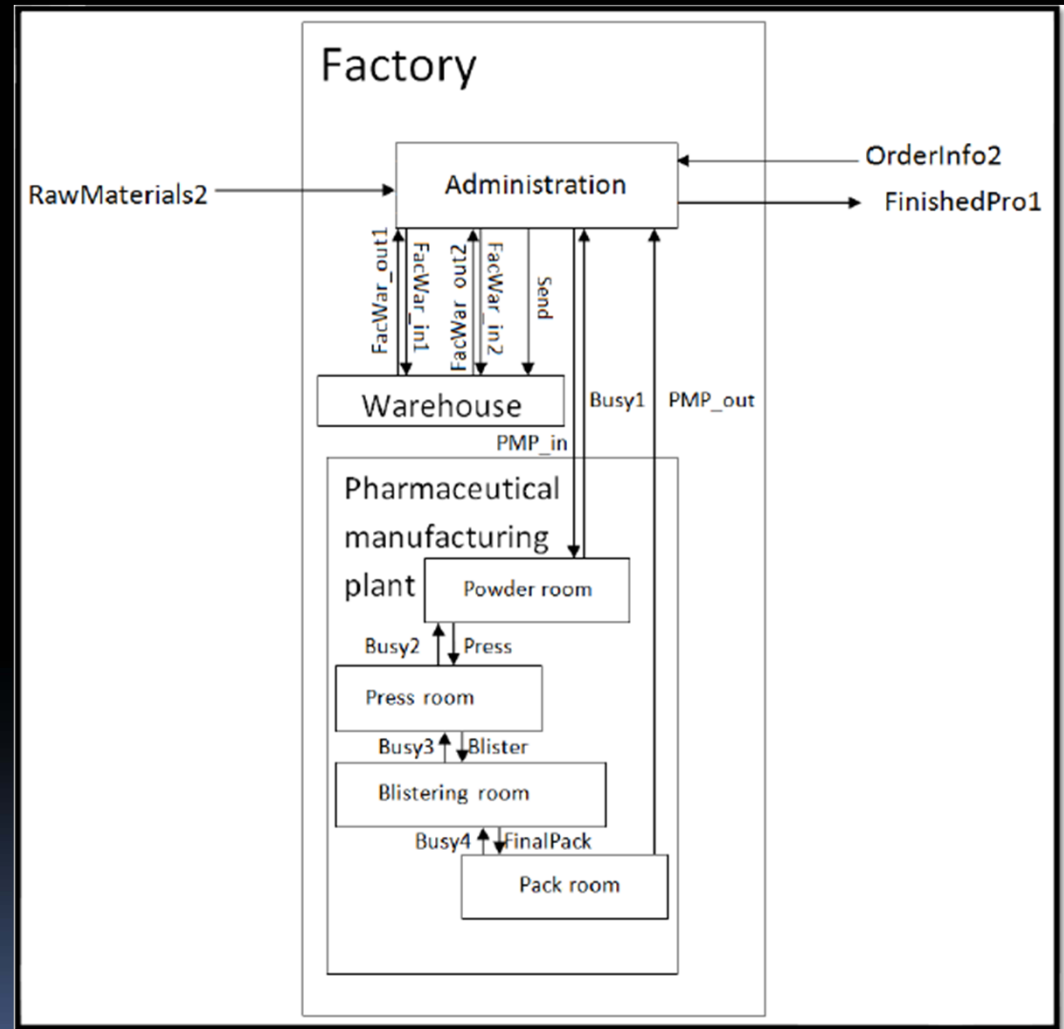 Factory
OrderInfo2
Administration
RawMaterials2
FinishedPro1
FacWar_out1
FacWar_in1
FacWar_out2
FacWar_in2
Send
Warehouse
Busy1
PMP_out
PMP_in
Pharmaceutical
manufacturing
plant
Powder room
Busy2
Press
Press room
Busy3
Blister
Blistering room
Busy4
FinalPack
Pack room